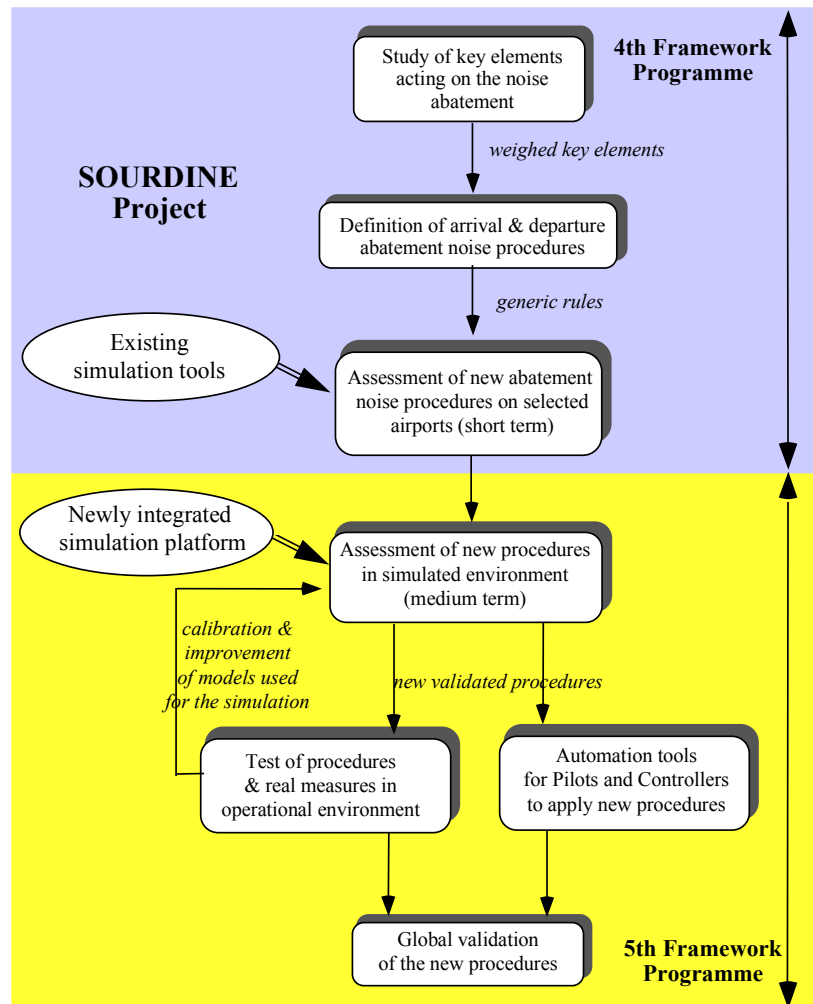 Study of key elements
acting on the noise
abatement
4th Framework
Programme
weighed key elements
SOURDINE
Project
Definition of arrival & departure
abatement noise procedures
generic rules
Existing
simulation tools
Assessment of new abatement
noise procedures on selected
airports (short term)
Newly integrated
simulation platform
Assessment of new procedures
in simulated environment
(medium term)
calibration &
improvement
of models used
for the simulation
new validated procedures
Test of procedures
& real measures in
operational environment
Automation tools
for Pilots and Controllers
to apply new procedures
Global validation
of the new procedures
5th Framework
Programme